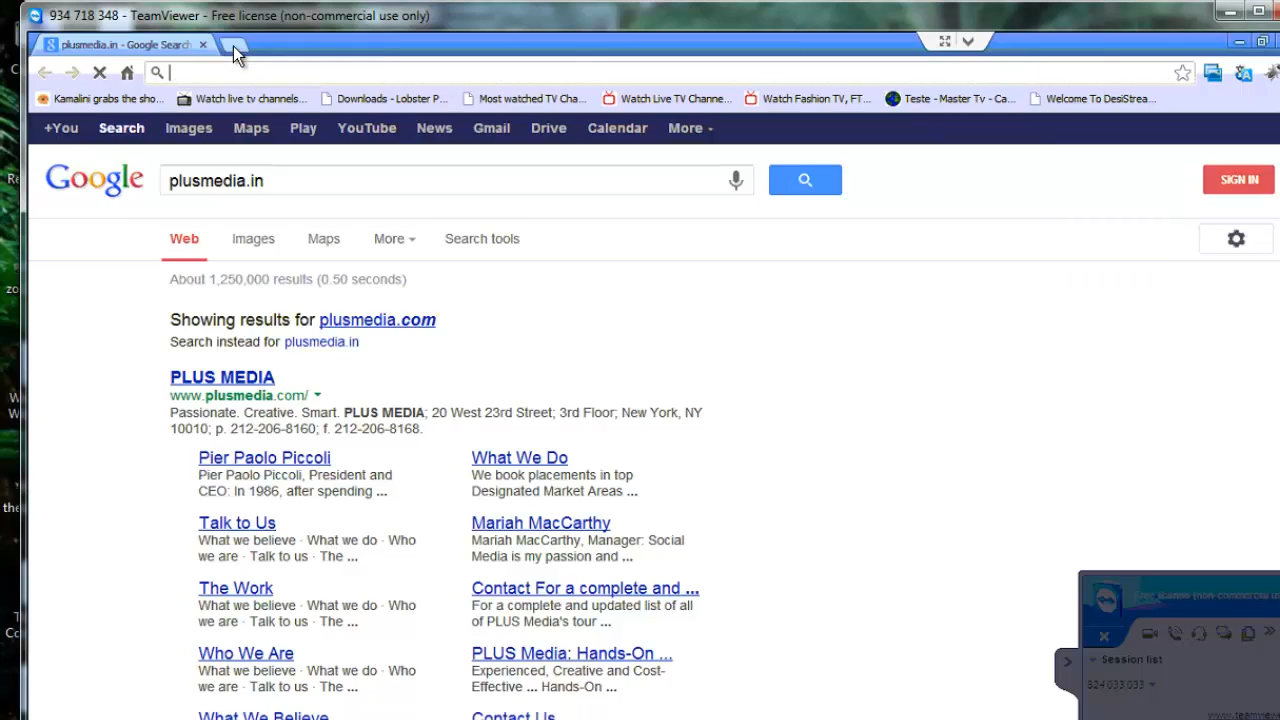 934 718 348 - TeamViewer - Free license (non-commercial use only)
plusmedia.in - Google Search
Kamalini grabs the sho... Watch live tv channels... Downloads - Lobster P... Most watched TV Cha... Watch Live TV Channe... Watch Fashion TV, FT... Teste - Master Tv - Ca... Welcome To DesiStrea...
+You Search Images Maps Play YouTube News Gmail Drive Calendar More
Google plusmedia.in SIGN IN
Web Images Maps More Search tools
About 1,250,000 results (0.50 seconds)
Showing results for plusmedia.com
Search instead for plusmedia.in
PLUS MEDIA
www.plusmedia.com/
Passionate. Creative. Smart. PLUS MEDIA; 20 West 23rd Street; 3rd Floor; New York, NY
10010; p. 212-206-8160; f. 212-206-8168.
Pier Paolo Piccoli
Pier Paolo Piccoli, President and
CEO: In 1986, after spending ...
What We Do
We book placements in top
Designated Market Areas ...
Talk to Us
What we believe · What we do · Who
we are · Talk to us · The ...
Mariah MacCarthy
Mariah MacCarthy, Manager: Social
Media is my passion and ...
The Work
What we believe · What we do · Who
we are · Talk to us · The ...
Contact For a complete and ...
For a complete and updated list of all
of PLUS Media's tour ...
Who We Are
What we believe · What we do · Who
we are · Talk to us · The ...
PLUS Media: Hands-On ...
Experienced, Creative and Cost-
Effective ... Hands-On ...
What We Believe
Contact Us
Free license (non-commercial us
Session list
824 033 033
www.teamview